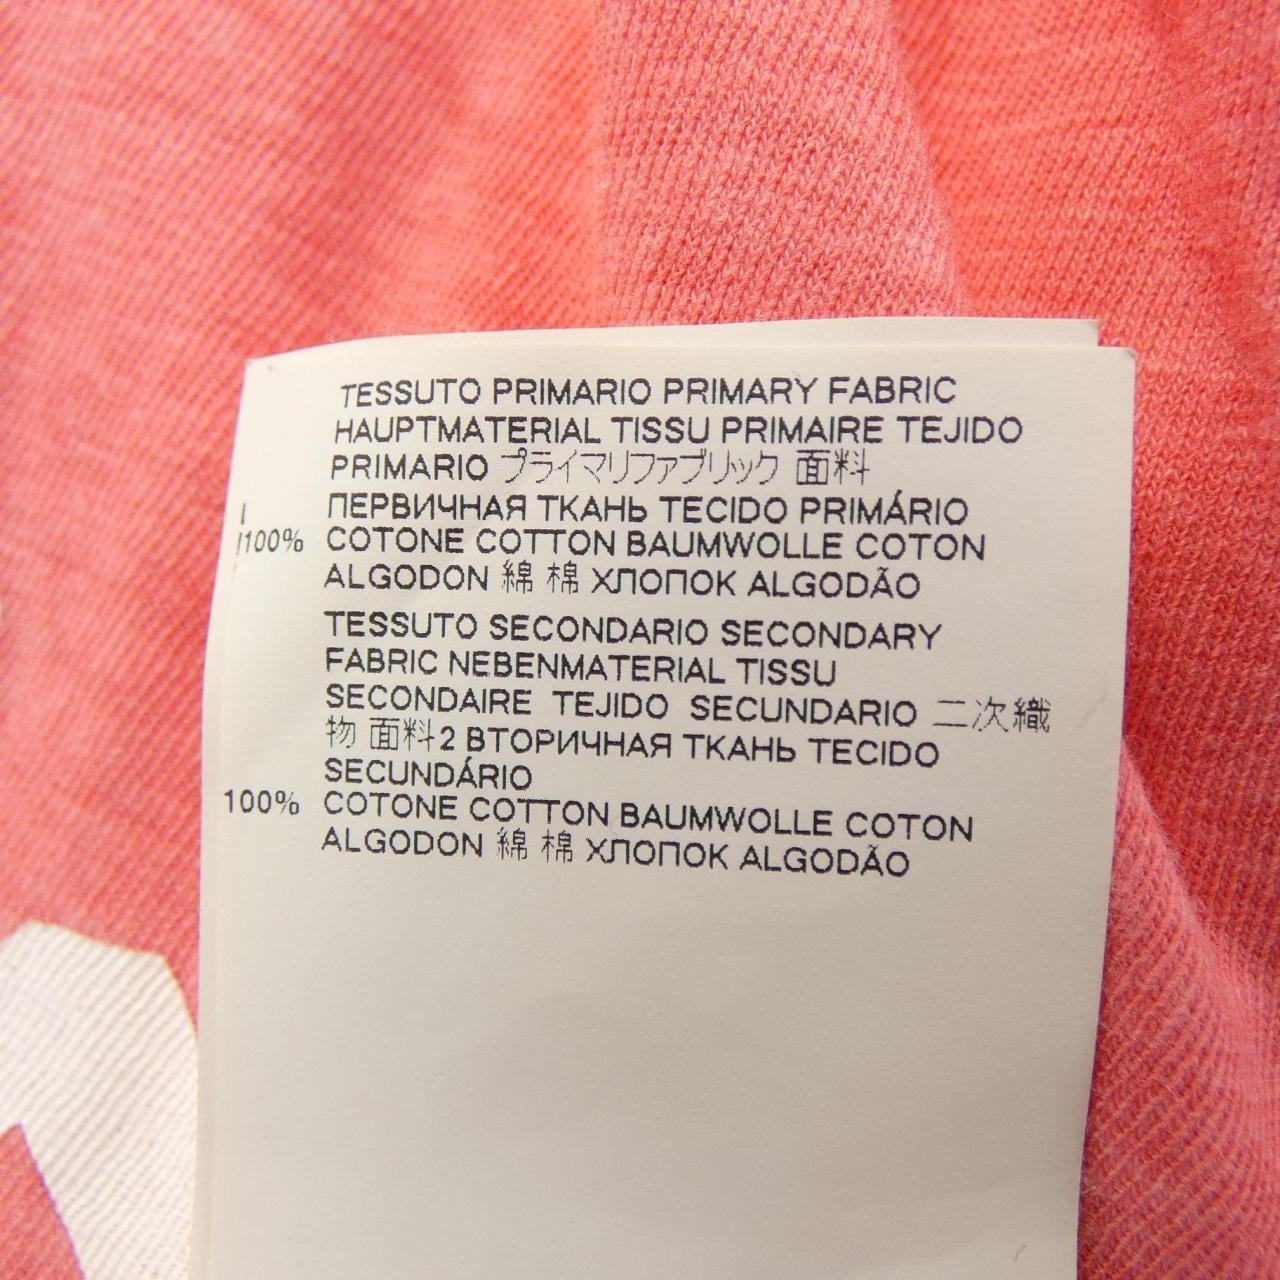 TESSUTO PRIMARIO PRIMARY FABRIC
HAUPTMATERIAL TISSU PRIMAIRE TEJIDO
PRIMARIO プライマリファブリック 面料
ПЕРВИЧНАЯ ТКАНЬ TECIDO PRIMÁRIO
100% COTONE COTTON BAUMWOLLE COTON
ALGODON 綿 棉 ХЛОПОК ALGODÃO
TESSUTO SECONDARIO SECONDARY
FABRIC NEBENMATERIAL TISSU
SECONDAIRE TEJIDO SECUNDARIO 二次織
物 面料2 ВТОРИЧНАЯ ТКАНЬ TECIDO
SECUNDÁRIO
100% COTONE COTTON BAUMWOLLE COTON
ALGODON 綿 棉 ХЛОПОК ALGODÃO